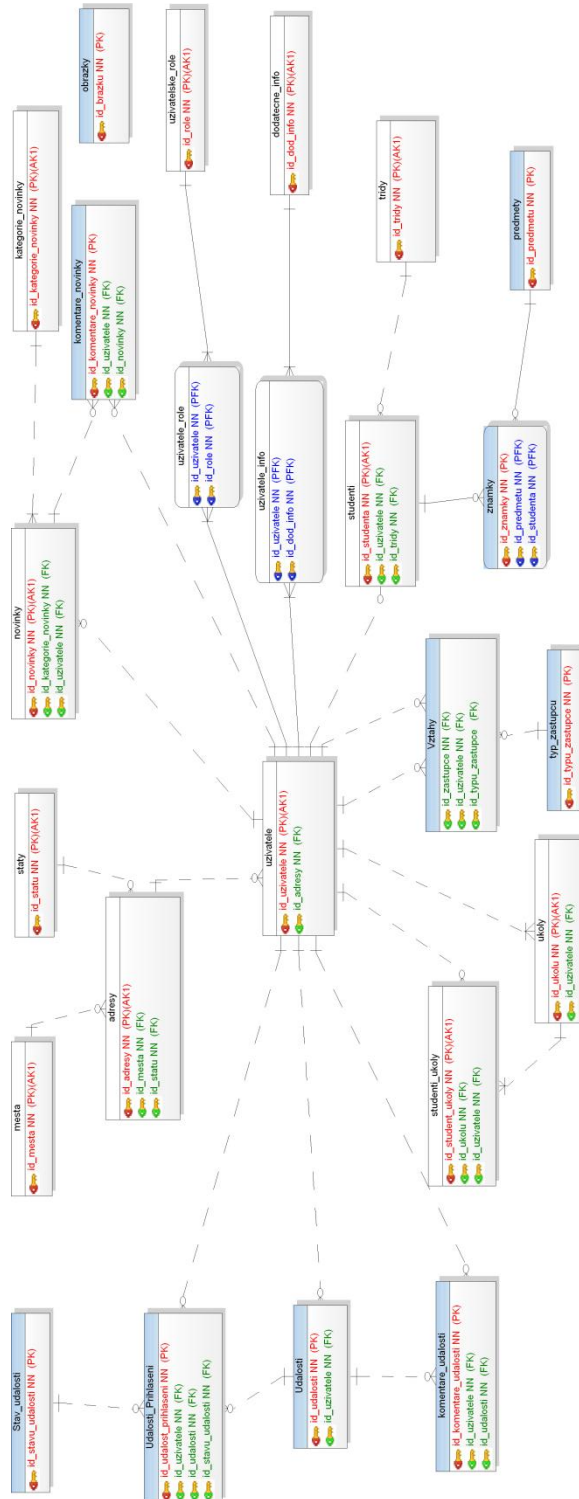 Stav_udalosti
id_stavu_udalosti NN (PK)
Udalosti_Prihlaseni
id_udalost_prihlaseni NN (PK)
id_uzivatele NN (FK)
id_udalosti NN (FK)
id_stavu_udalosti NN (FK)
Udalosti
id_udalosti NN (PK)
id_uzivatele NN (FK)
komentare_udalosti
id_komentare_udalosti NN (PK)
id_uzivatele NN (FK)
id_udalosti NN (FK)
mesta
id_mesta NN (PK)(AK1)
staty
id_statu NN (PK)(AK1)
adresy
id_adresy NN (PK)(AK1)
id_mesta NN (FK)
id_statu NN (FK)
uzivatele
id_uzivatele NN (PK)(AK1)
id_adresy NN (FK)
studenti_ukoly
id_student_ukoly NN (PK)(AK1)
id_ukolu NN (FK)
id_uzivatele NN (FK)
ukoly
id_ukolu NN (PK)(AK1)
id_uzivatele NN (FK)
Vztahy
id_zastupce NN (FK)
id_uzivatele NN (FK)
id_typu_zastupce (FK)
typ_zastupcu
id_typu_zastupce NN (PK)
novinky
id_novinky NN (PK)(AK1)
id_kategorie_novinky NN (FK)
id_uzivatele NN (FK)
kategorie_novinky
id_kategorie_novinky NN (PK)(AK1)
komentare_novinky
id_komentare_novinky NN (PK)
id_uzivatele NN (FK)
id_novinky NN (FK)
obrazky
id_brazku NN (PK)
uzivatele_role
id_uzivatele NN (PFK)
id_role NN (PFK)
uzivatelske_role
id_role NN (PK)(AK1)
uzivatele_info
id_uzivatele NN (PFK)
id_dod_info NN (PFK)
dodatecne_info
id_dod_info NN (PK)(AK1)
studenti
id_studenta NN (PK)(AK1)
id_uzivatele NN (FK)
id_tridy NN (FK)
tridy
id_tridy NN (PK)(AK1)
znamky
id_znamky NN (PK)
id_predmetu NN (PFK)
id_studenta NN (PFK)
predmety
id_predmetu NN (PK)